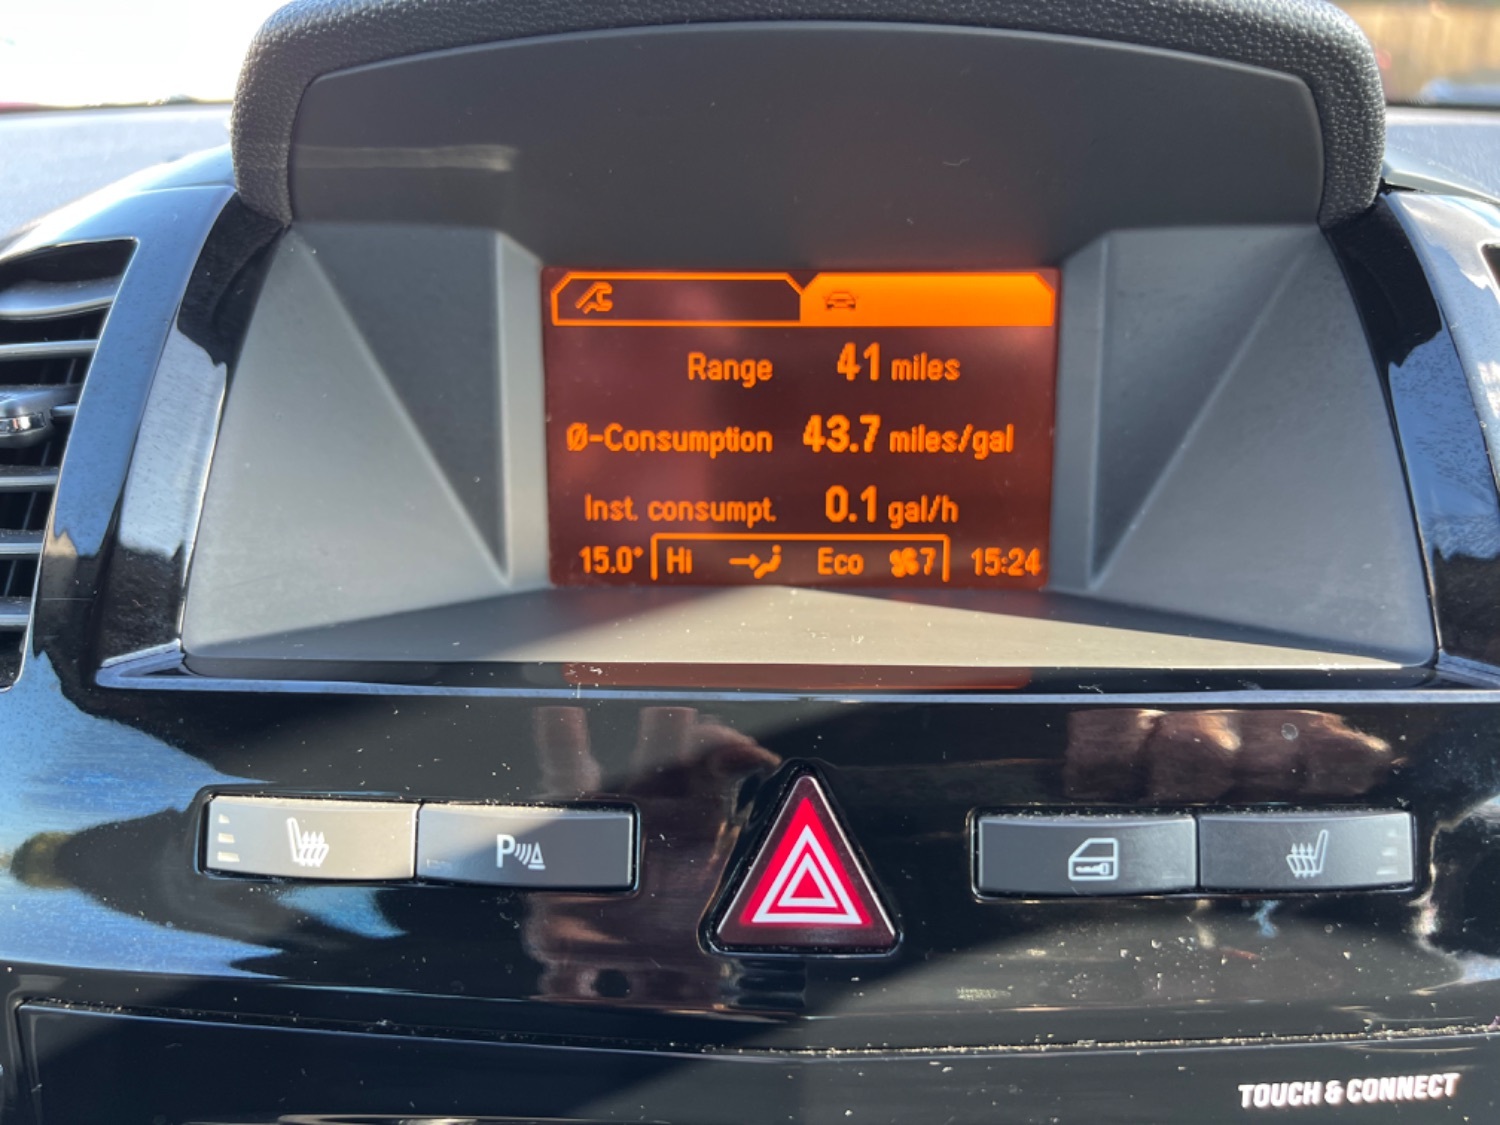 Range 41 miles
Ø-Consumption 43.7 miles/gal
Inst. consumpt. 0.1 gal/h
15.0° Hi Eco 7 15:24
P
TOUCH & CONNECT